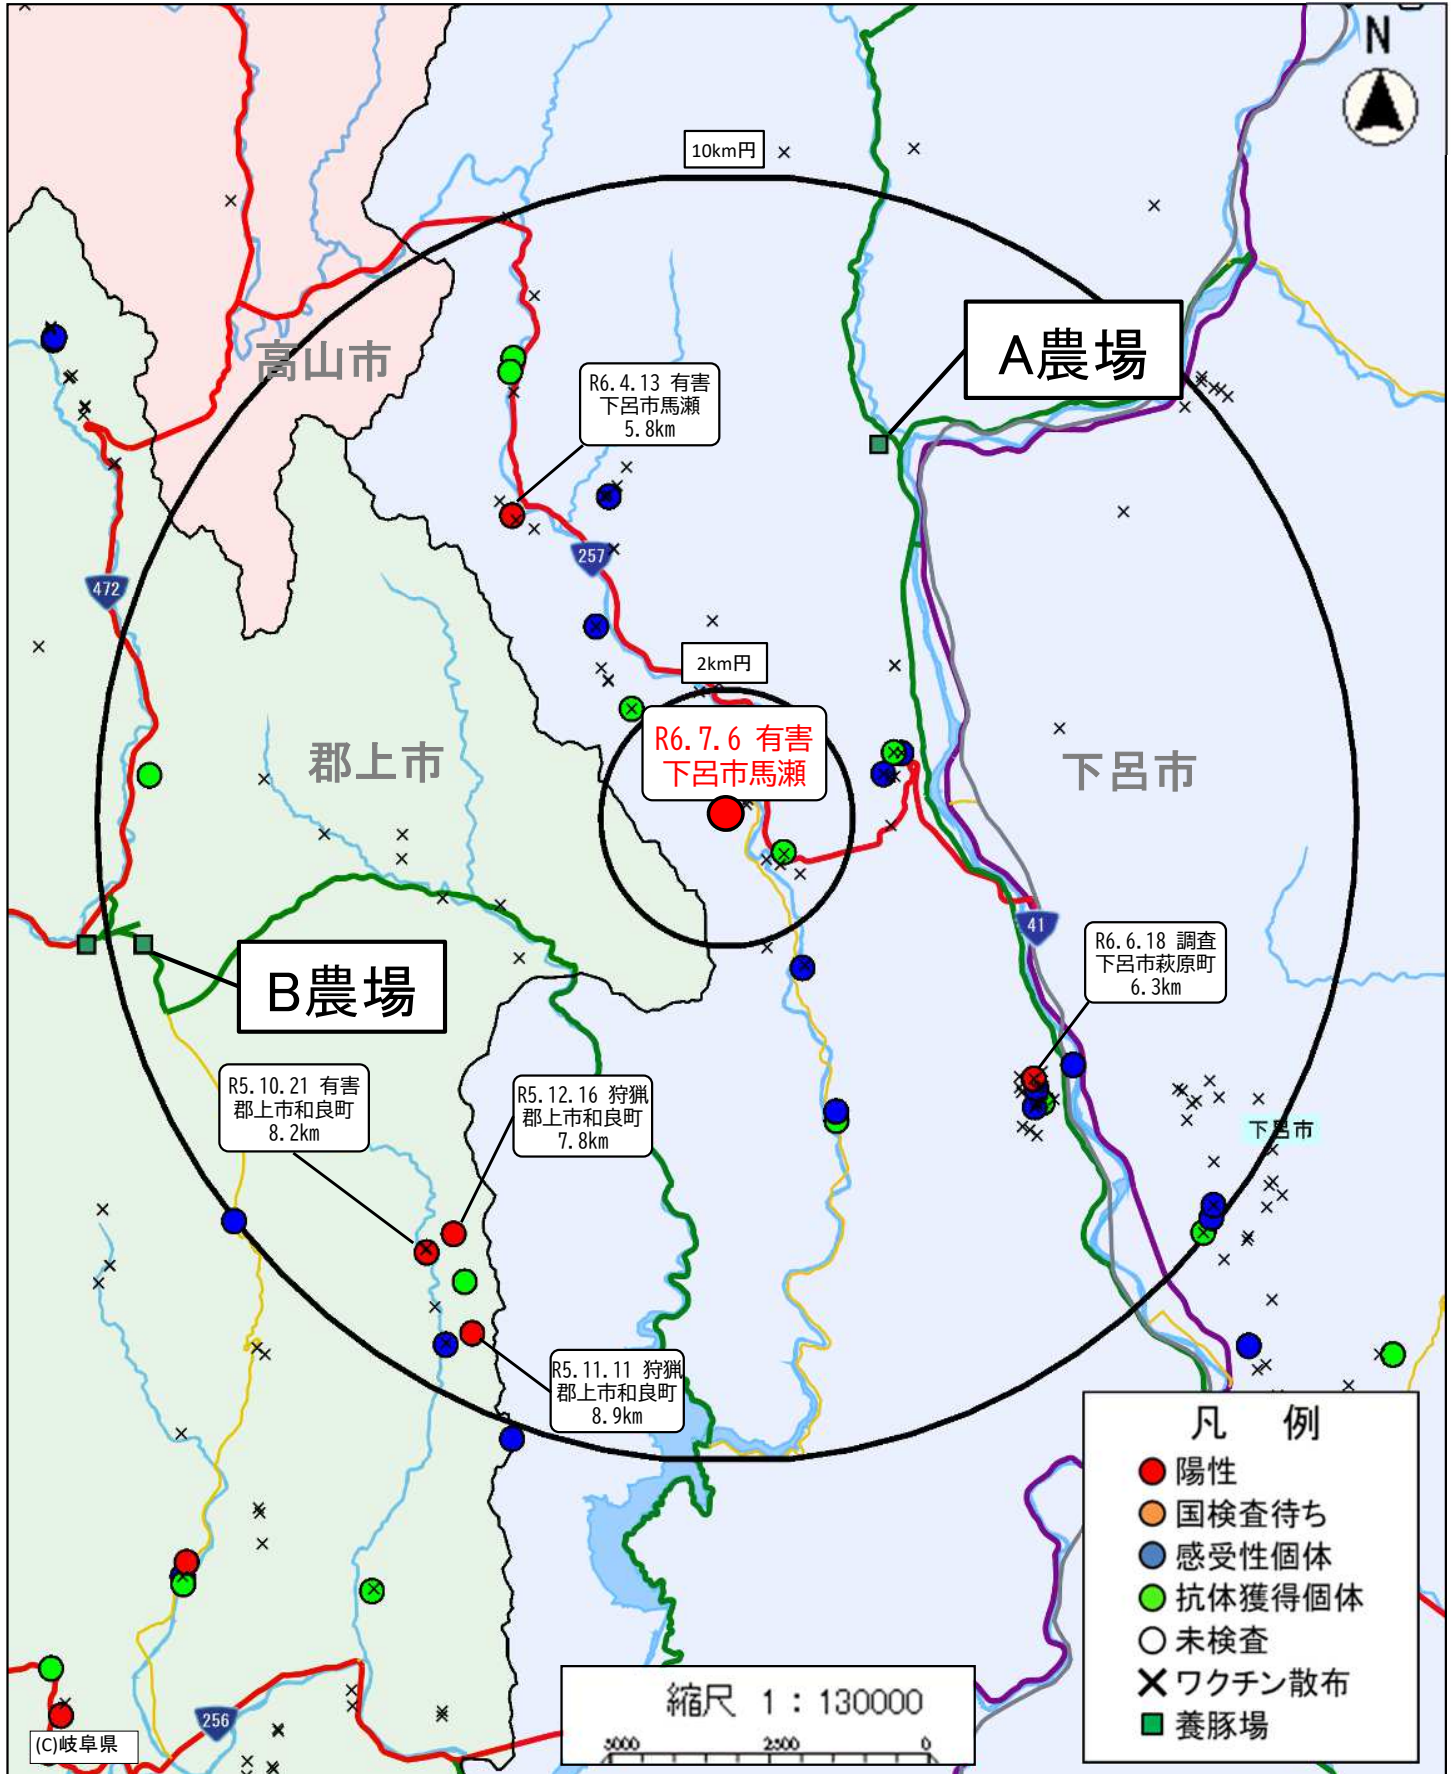 N
10km円
A農場
高山市
R6.4.13 有害
下呂市馬瀬
5.8km
257
472
2km円
R6.7.6 有害
下呂市馬瀬
郡上市
下呂市
41
R6.6.18 調査
下呂市萩原町
6.3km
B農場
R5.10.21 有害
郡上市和良町
8.2km
R5.12.16 狩猟
郡上市和良町
7.8km
下呂市
R5.11.11 狩猟
郡上市和良町
8.9km
凡 例
陽性
国検査待ち
感受性個体
抗体獲得個体
未検査
ワクチン散布
養豚場
縮尺 1：130000
5000 2500 0
256
(C)岐阜県